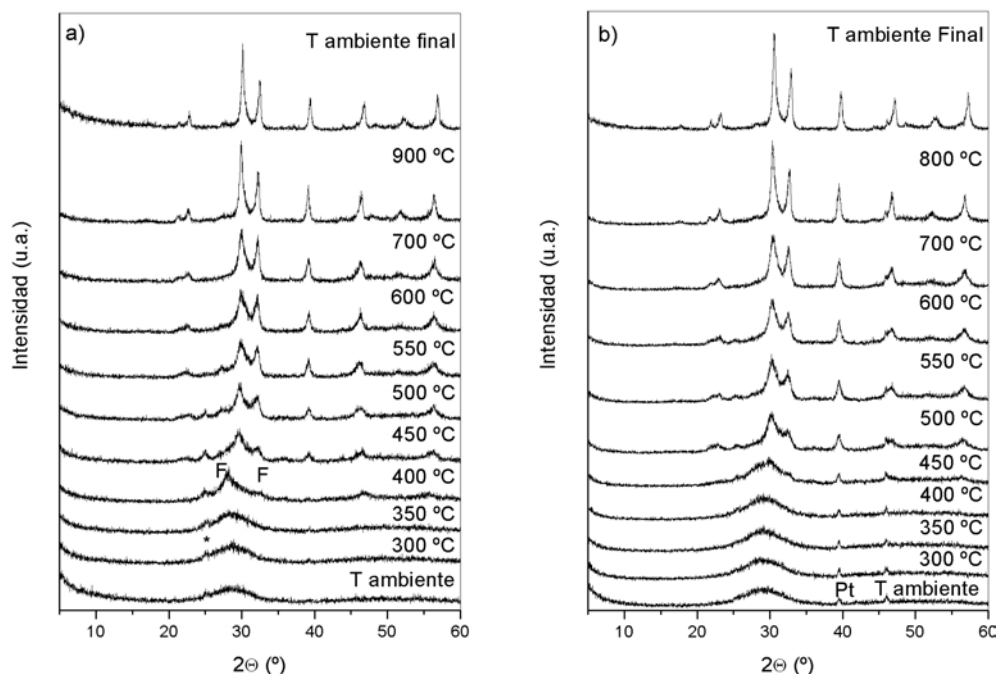 a)
T ambiente final
900 ºC
700 ºC
600 ºC
550 ºC
500 ºC
450 ºC
F F
400 ºC
350 ºC
*
300 ºC
T ambiente
10 20 30 40 50 60
2Θ (º)
Intensidad (u.a.)
b)
T ambiente Final
800 ºC
700 ºC
600 ºC
550 ºC
500 ºC
450 ºC
400 ºC
350 ºC
300 ºC
Pt T ambiente
10 20 30 40 50 60
2Θ (º)
Intensidad (u.a.)